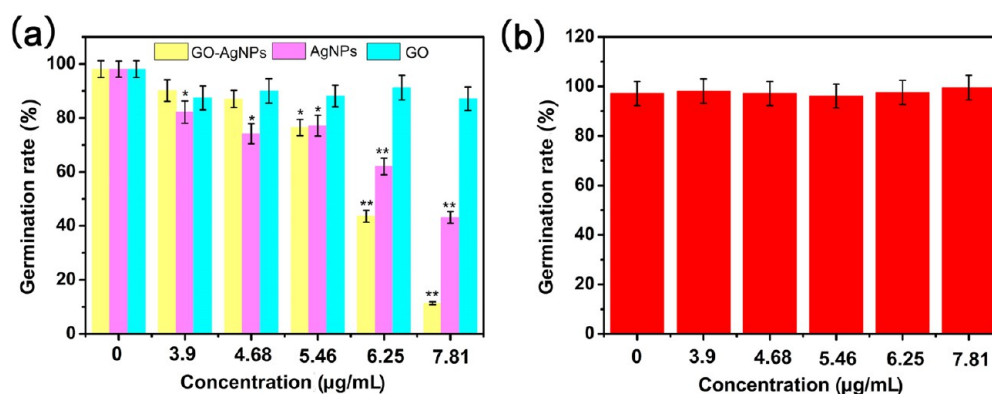 (a)
GO-AgNPs AgNPs GO
Germination rate (%)
100
80
60
40
20
0
*
*
* *
** **
** **
0 3.9 4.68 5.46 6.25 7.81
Concentration (µg/mL)
(b)
Germination rate (%)
120
100
80
60
40
20
0
0 3.9 4.68 5.46 6.25 7.81
Concentration (µg/mL)